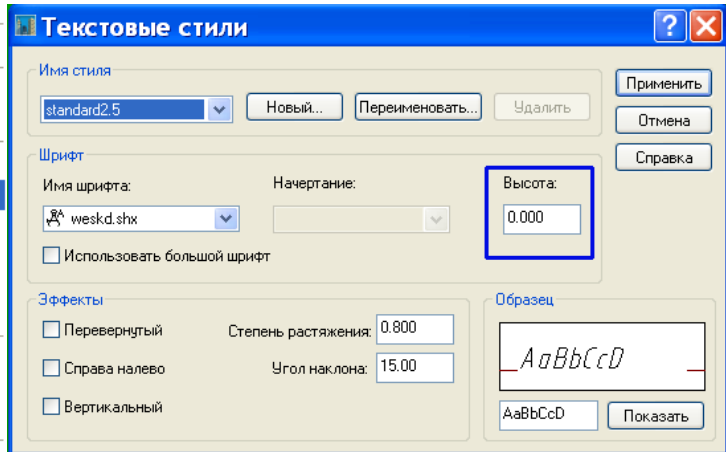 Текстовые стили
Имя стиля
standard2.5
Новый...
Переименовать...
Удалить
Применить
Отмена
Справка
Шрифт
Имя шрифта:
Начертание:
Высота:
weskd.shx
0.000
Использовать большой шрифт
Эффекты
Перевернутый
Степень растяжения:
0.800
Справа налево
Угол наклона:
15.00
Вертикальный
Образец
AaBbCcD
AaBbCcD
Показать